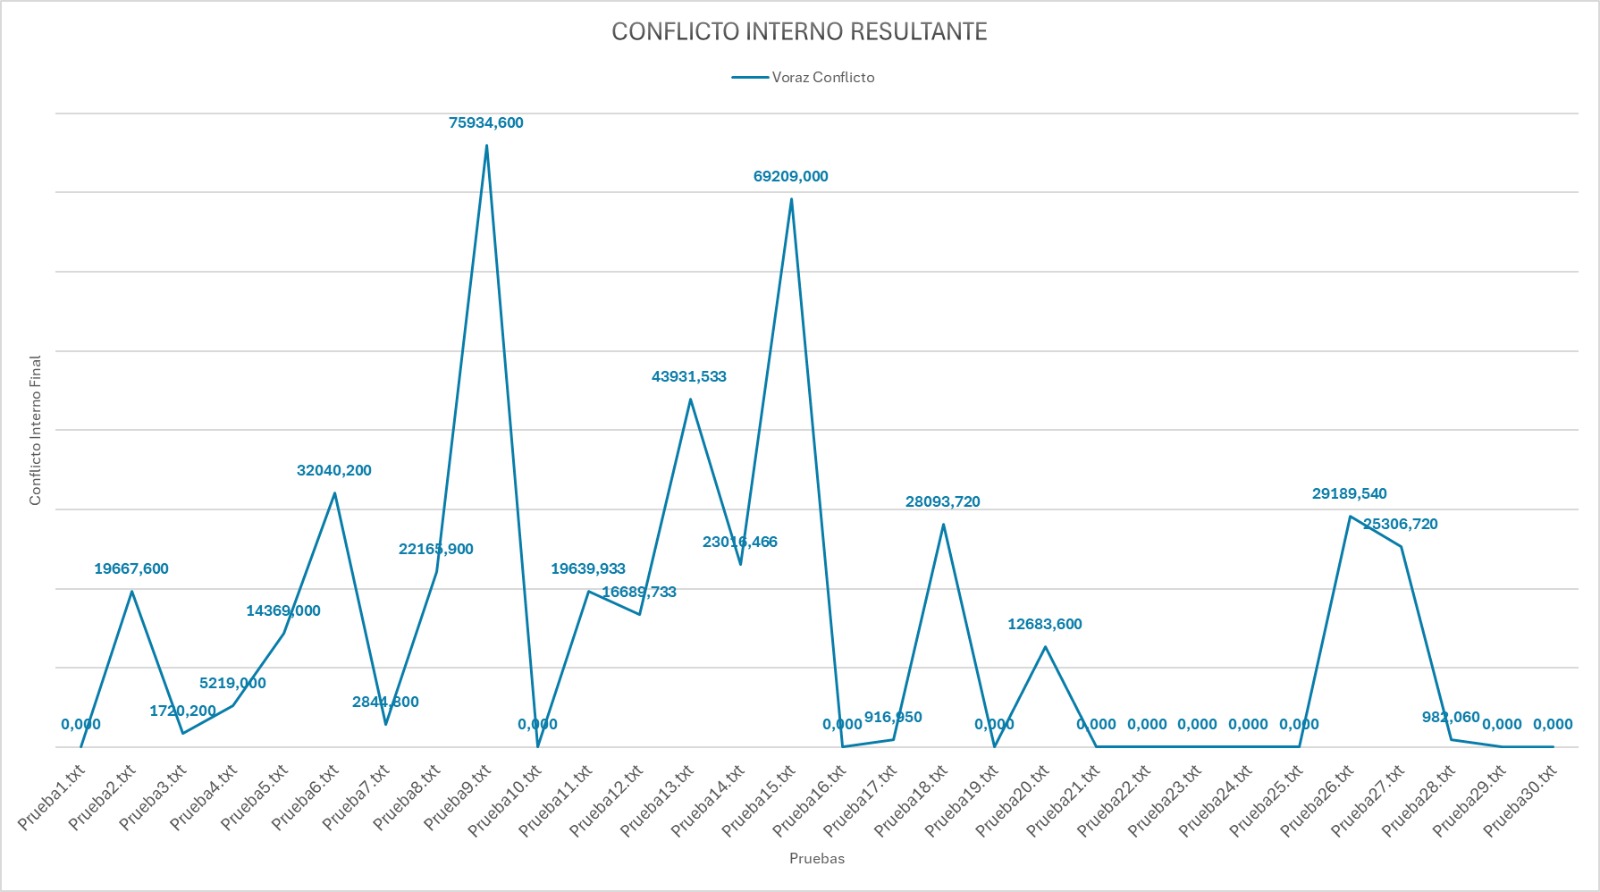 CONFLICTO INTERNO RESULTANTE
Voraz Conflicto
Conflicto Interno Final
0,000
19667,600
1720,200
5219,000
14369,000
32040,200
2844,800
22165,900
75934,600
0,000
19639,933
16689,733
43931,533
23016,466
69209,000
0,000
916,950
28093,720
0,000
12683,600
0,000
0,000
0,000
0,000
0,000
29189,540
25306,720
982,060
0,000
0,000
Prueba1.txt
Prueba2.txt
Prueba3.txt
Prueba4.txt
Prueba5.txt
Prueba6.txt
Prueba7.txt
Prueba8.txt
Prueba9.txt
Prueba10.txt
Prueba11.txt
Prueba12.txt
Prueba13.txt
Prueba14.txt
Prueba15.txt
Prueba16.txt
Prueba17.txt
Prueba18.txt
Prueba19.txt
Prueba20.txt
Prueba21.txt
Prueba22.txt
Prueba23.txt
Prueba24.txt
Prueba25.txt
Prueba26.txt
Prueba27.txt
Prueba28.txt
Prueba29.txt
Prueba30.txt
Pruebas